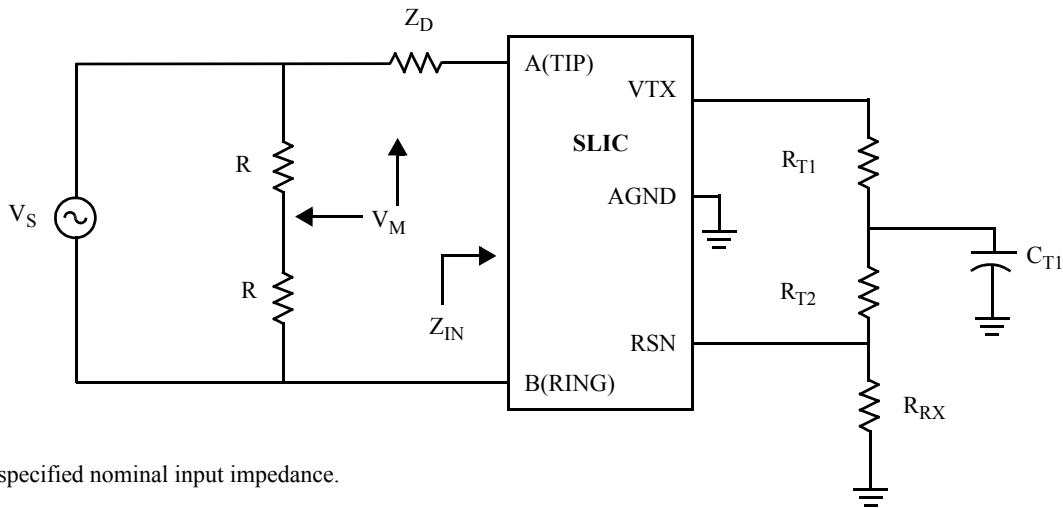 Z_D
A(TIP)
VTX
SLIC
R_T1
R
AGND
V_S
V_M
C_T1
R
R_T2
Z_IN
RSN
B(RING)
R_RX
specified nominal input impedance.